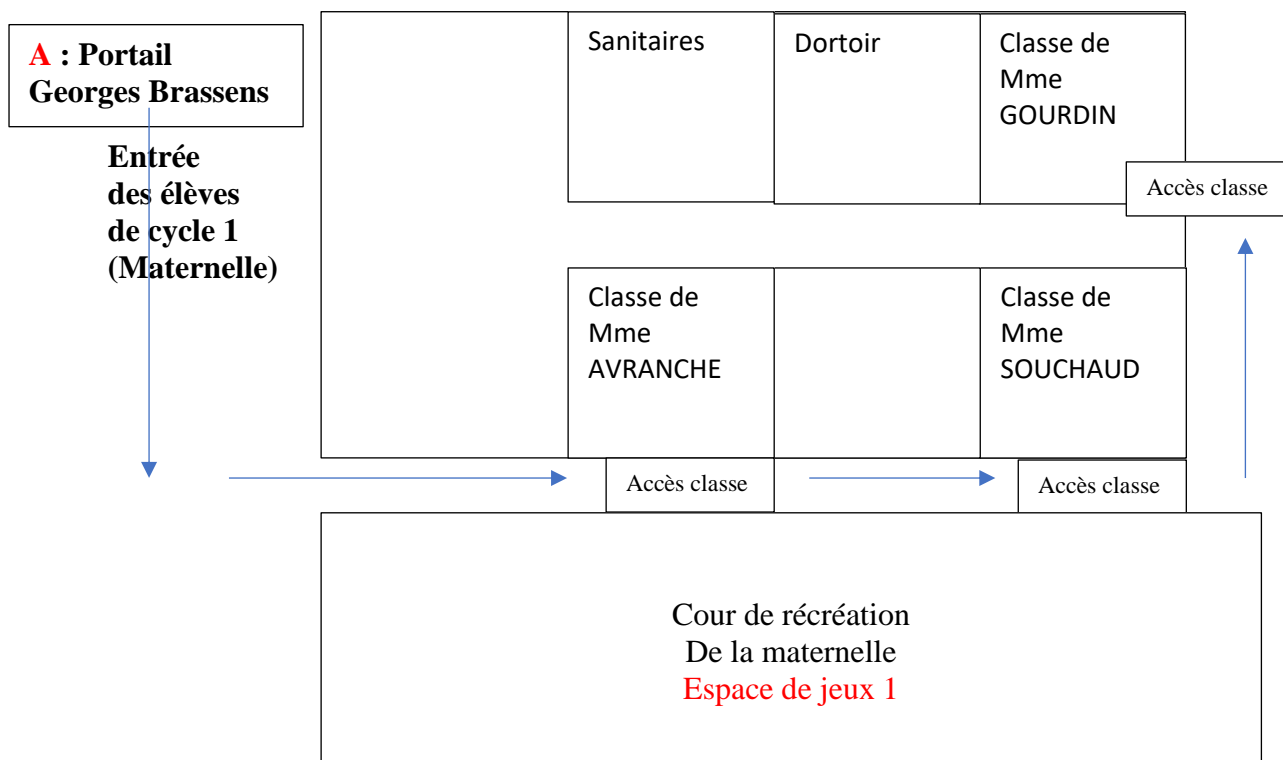 A : Portail
Georges Brassens
Entrée
des élèves
de cycle 1
(Maternelle)
Sanitaires
Dortoir
Classe de
Mme
GOURDIN
Accès classe
Classe de
Mme
AVRANCHE
Classe de
Mme
SOUCHAUD
Accès classe
Accès classe
Cour de récréation
De la maternelle
Espace de jeux 1